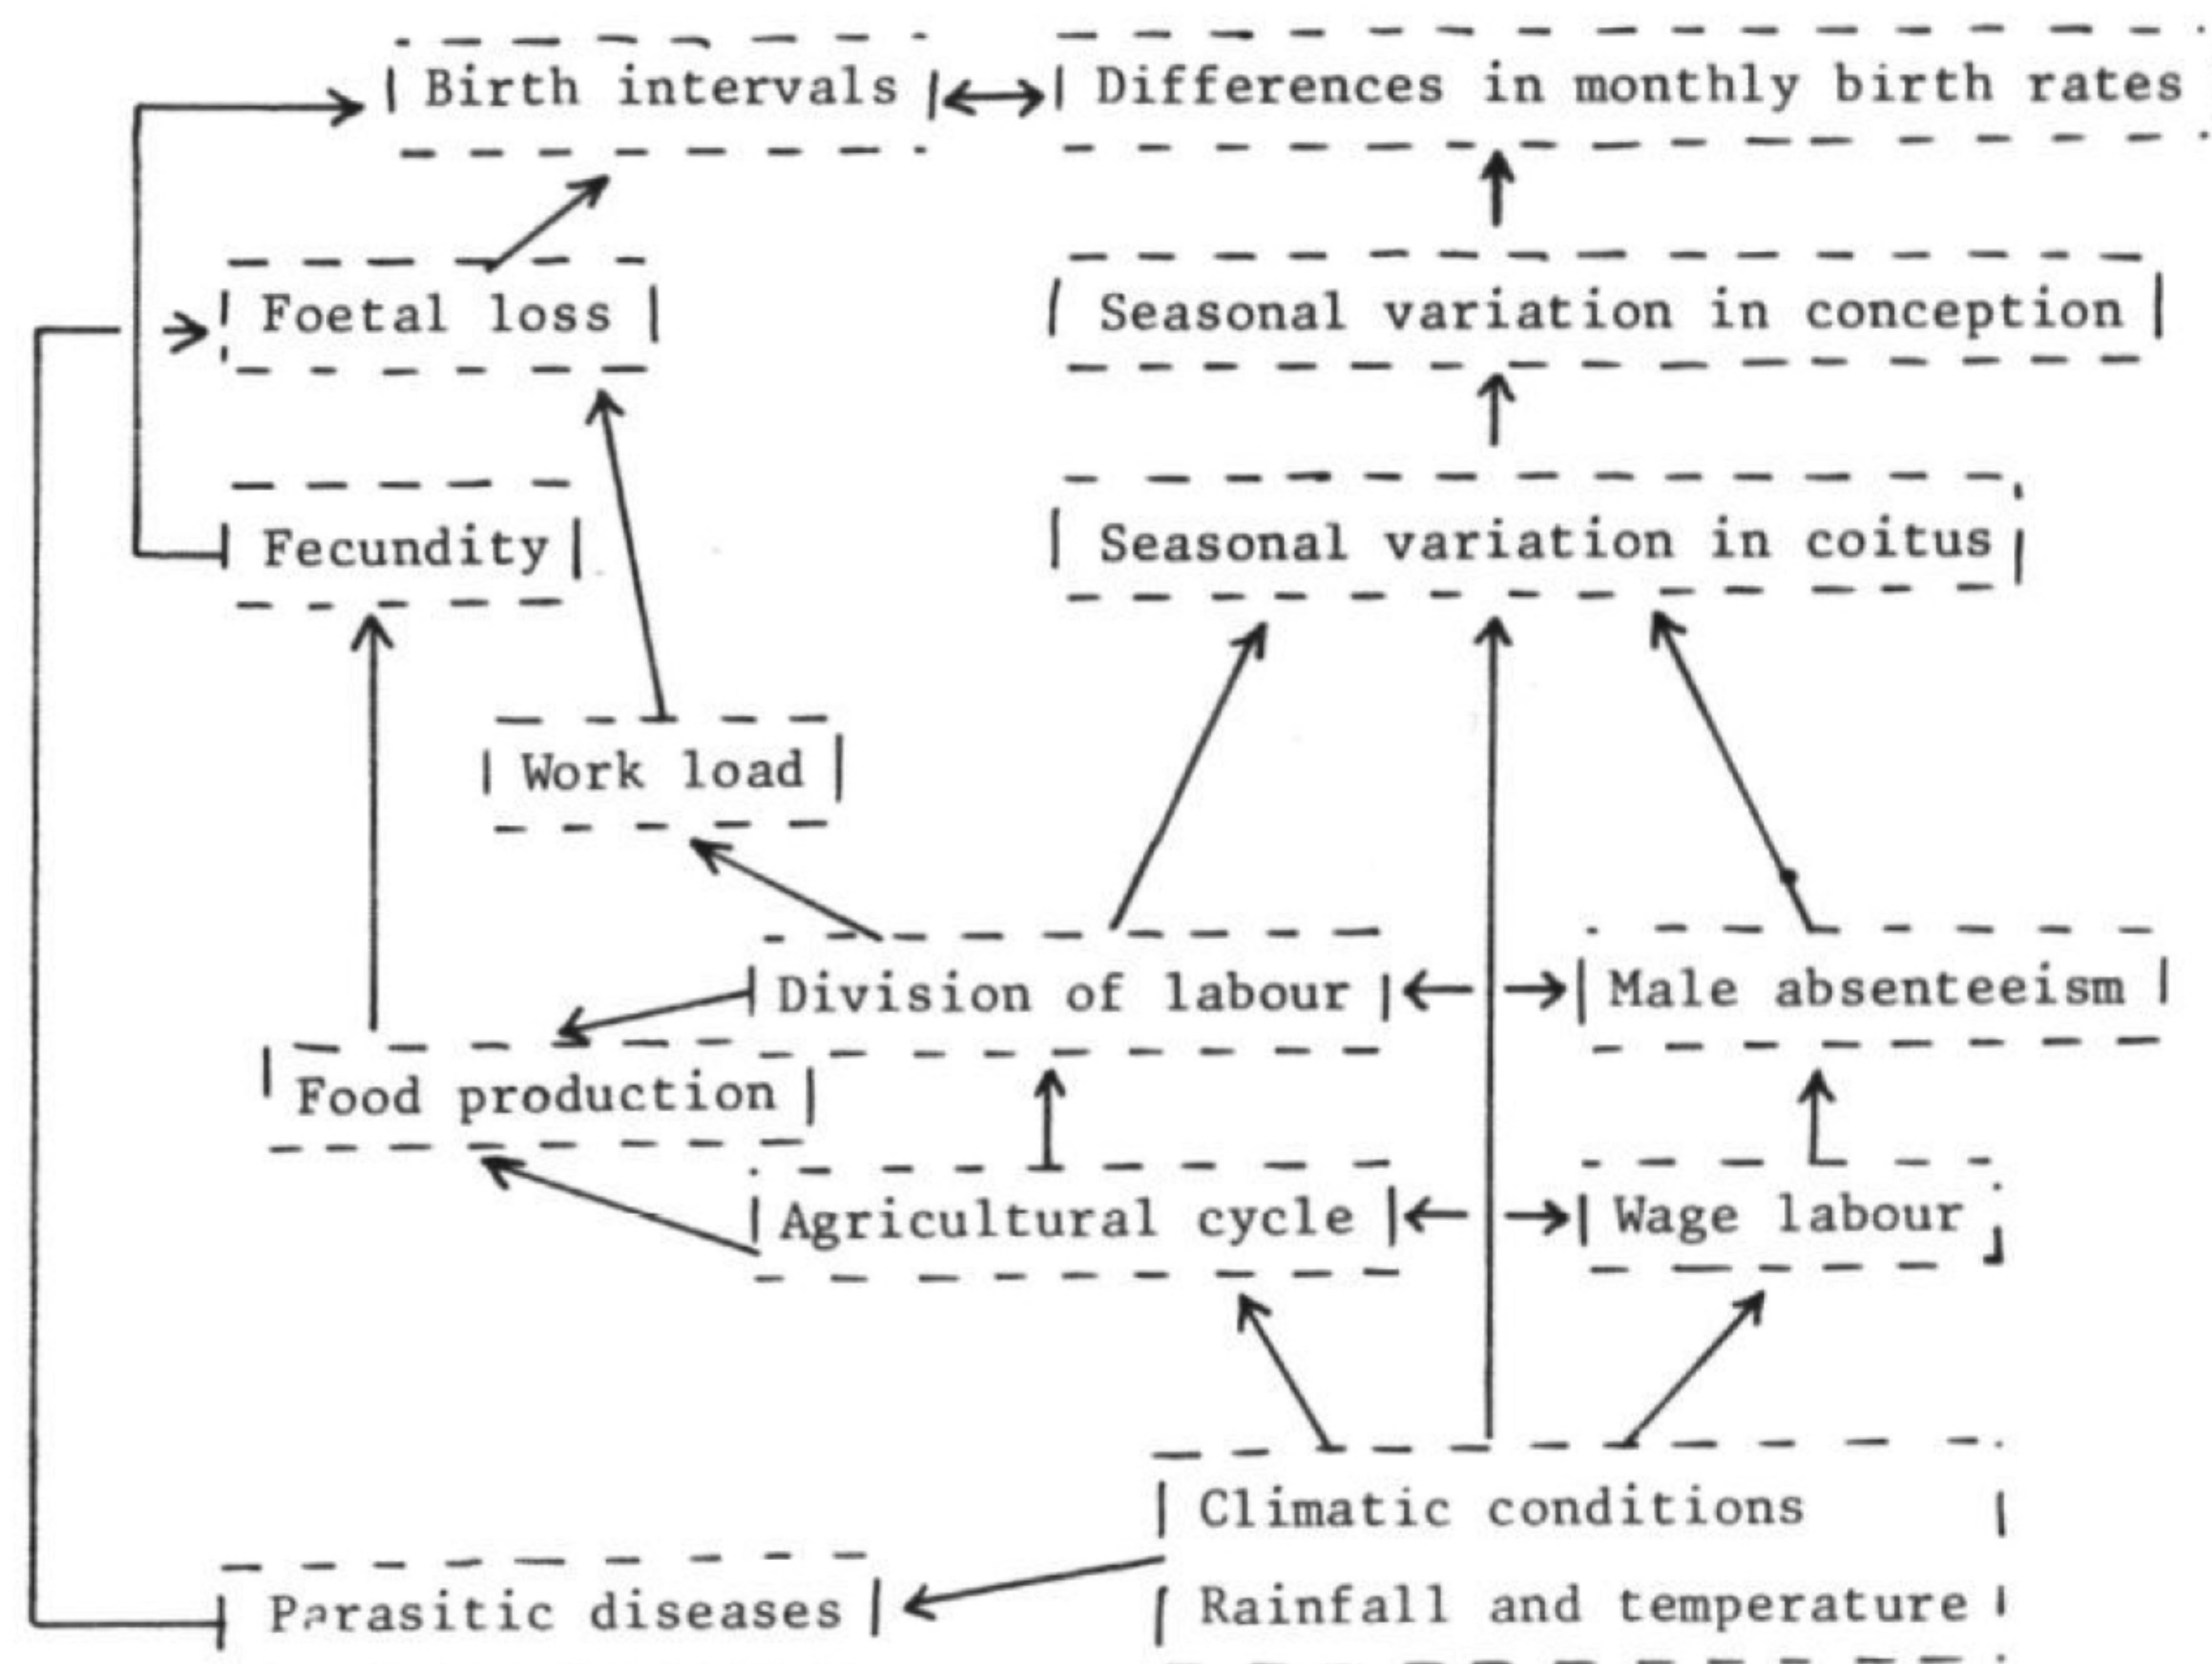 Birth intervals
Differences in monthly birth rates
Foetal loss
Seasonal variation in conception
Fecundity
Seasonal variation in coitus
Work load
Division of labour
Male absenteeism
Food production
Agricultural cycle
Wage labour
Climatic conditions
Rainfall and temperature
Parasitic diseases